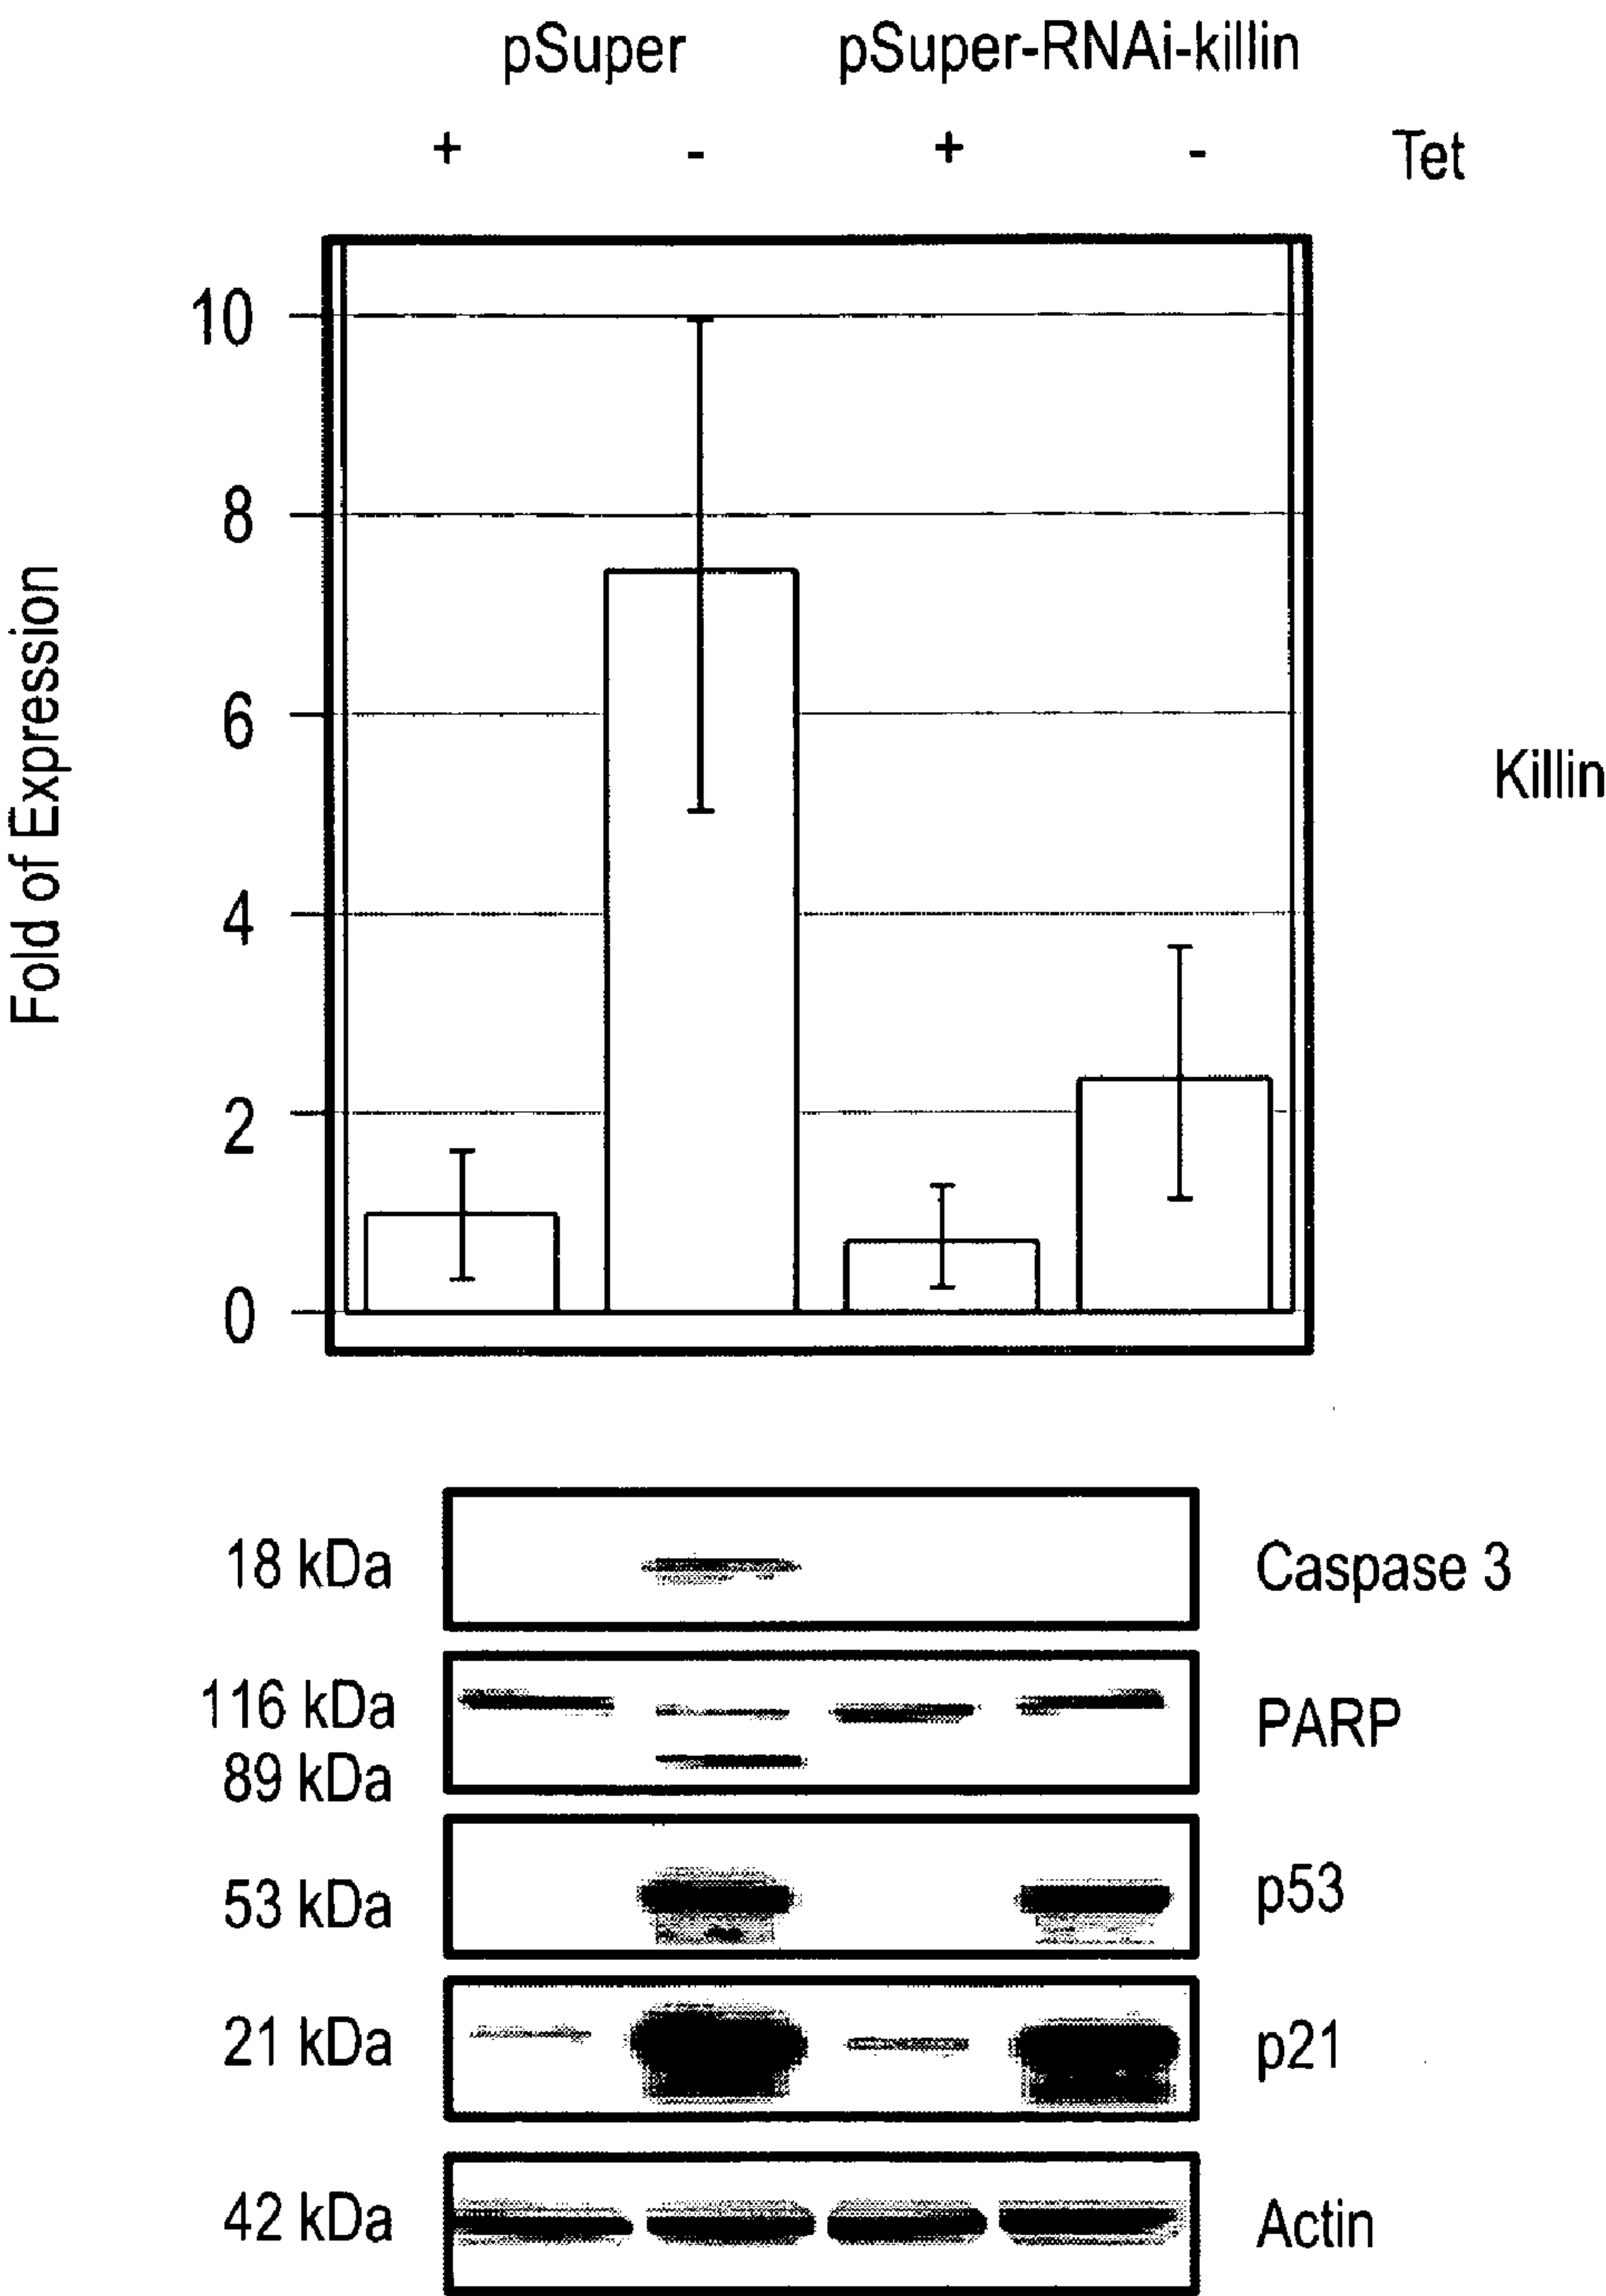 pSuper pSuper-RNAi-killin
+ - + - Tet
10
8
6
4
2
0
Fold of Expression
Killin
18 kDa Caspase 3
116 kDa PARP
89 kDa
53 kDa p53
21 kDa p21
42 kDa Actin